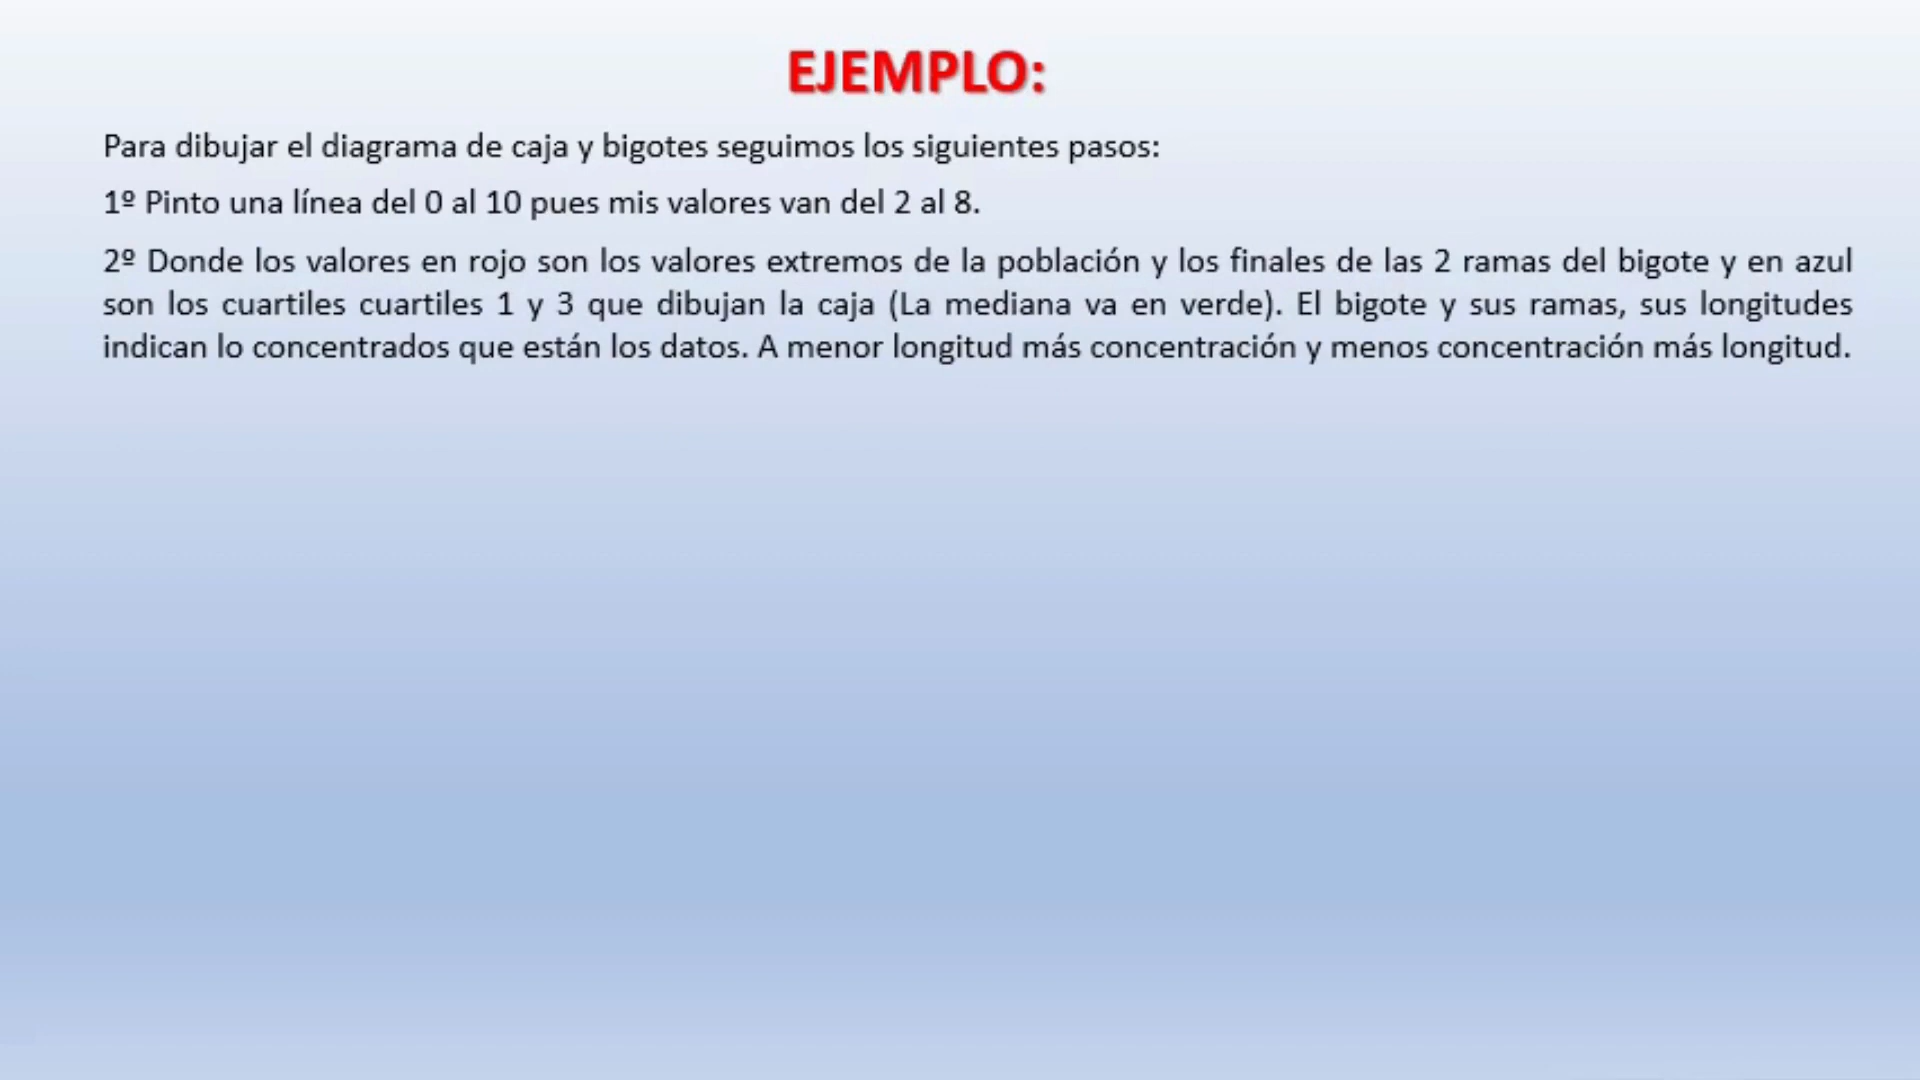 EJEMPLO:
Para dibujar el diagrama de caja y bigotes seguimos los siguientes pasos:
1º Pinto una línea del 0 al 10 pues mis valores van del 2 al 8.
2º Donde los valores en rojo son los valores extremos de la población y los finales de las 2 ramas del bigote y en azul
son los cuartiles cuartiles 1 y 3 que dibujan la caja (La mediana va en verde). El bigote y sus ramas, sus longitudes
indican lo concentrados que están los datos. A menor longitud más concentración y menos concentración más longitud.